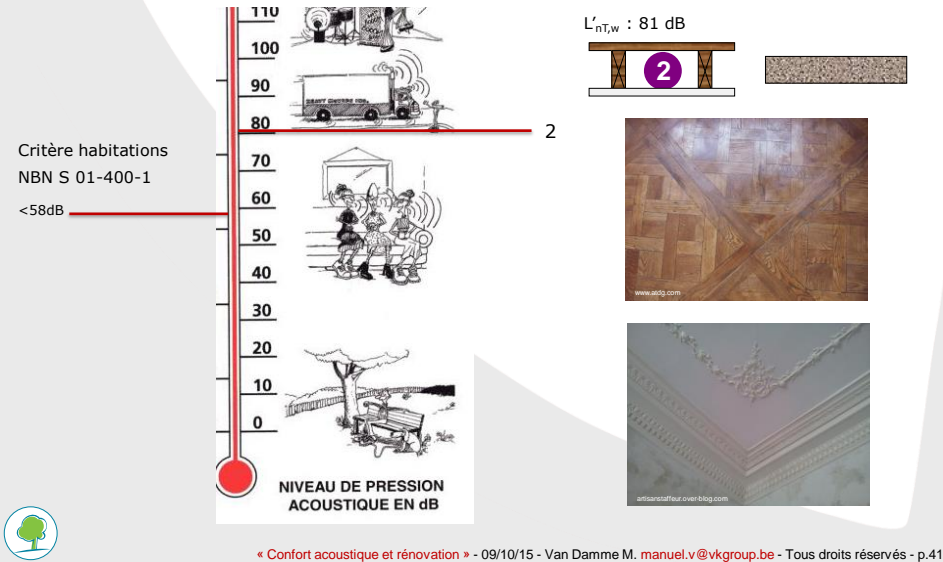 L'nT,w : 81 dB
2
110
100
90
80
70
60
50
40
30
20
10
0
2
Critère habitations
NBN S 01-400-1
<58dB
NIVEAU DE PRESSION
ACOUSTIQUE EN dB
www.atdg.com
artisanstaffeur.over-blog.com
« Confort acoustique et rénovation » - 09/10/15 - Van Damme M. manuel.v@vkgroup.be - Tous droits réservés - p.41